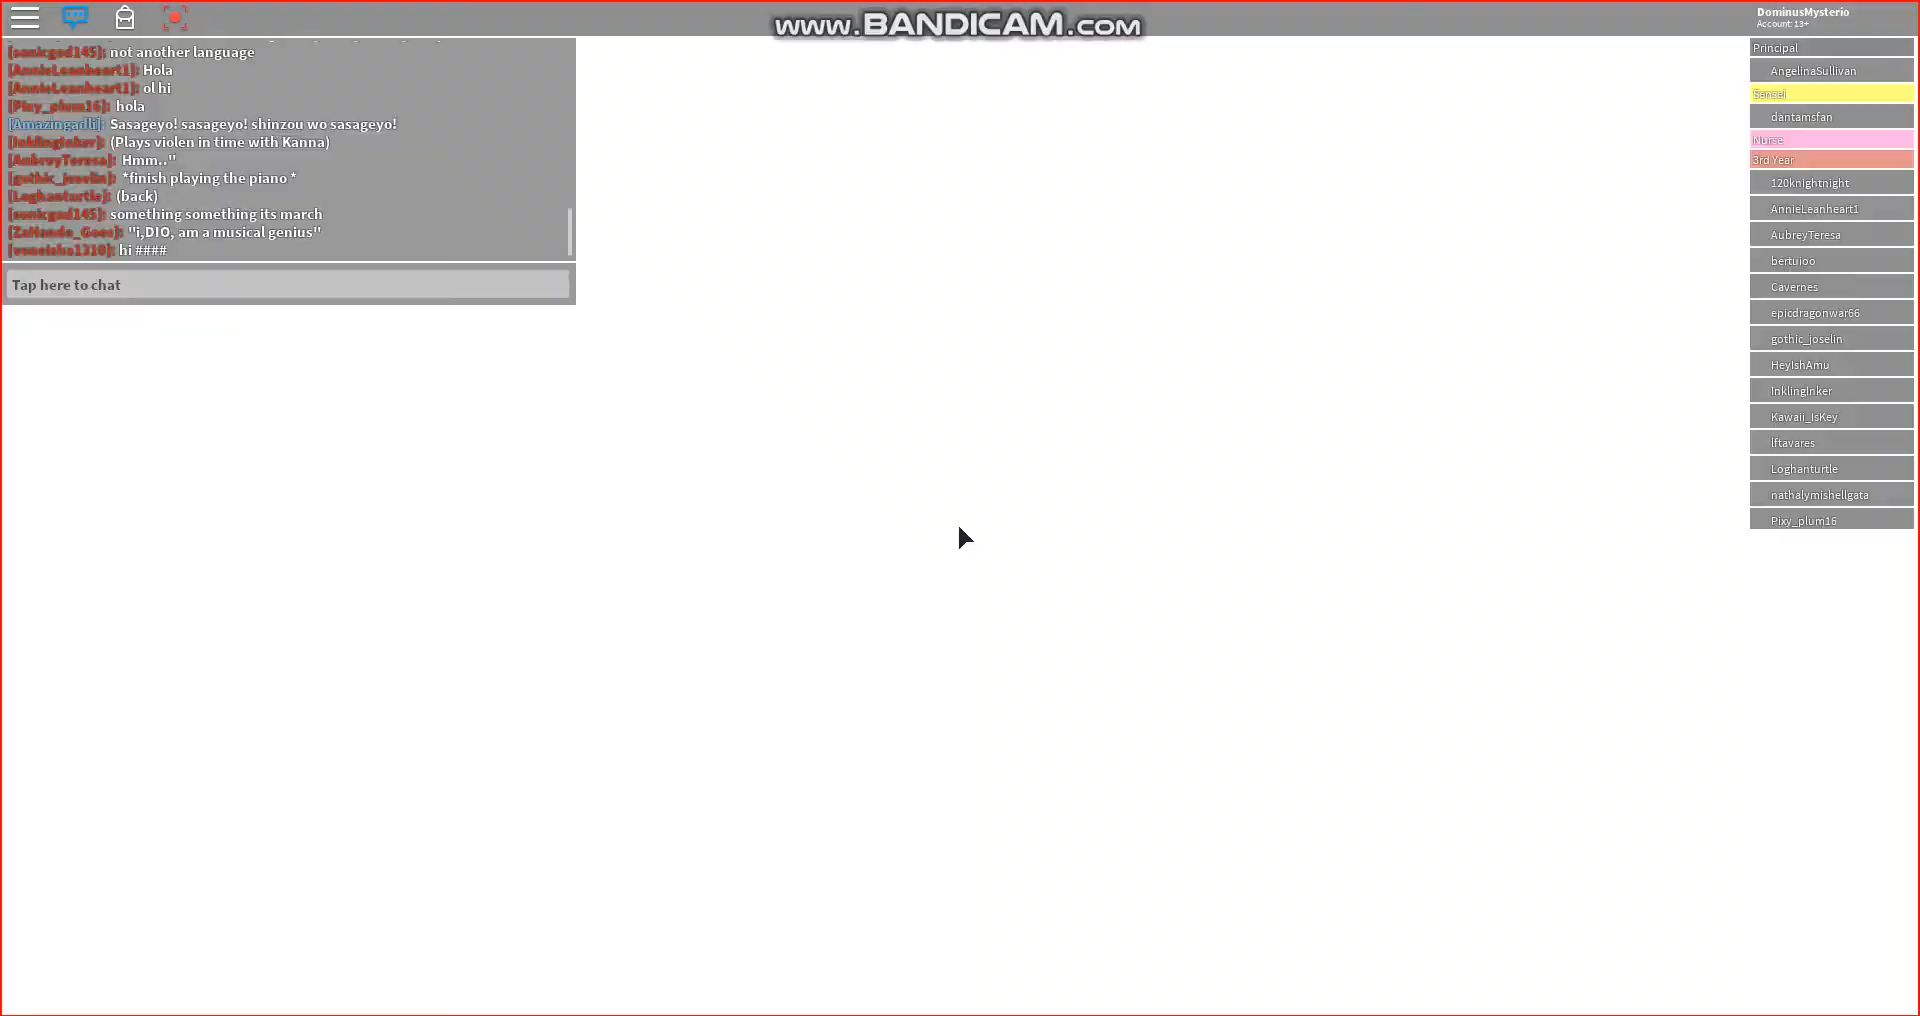 www.BANDICAM.com
DominusMysterio
Account: 13+
[sonicgod145]: not another language
[AnnieLeanheart1]: Hola
[AnnieLeanheart1]: ol hi
[Pixy_plum16]: hola
[Amazingadli]: Sasageyo! sasageyo! shinzou wo sasageyo!
[InklingInker]: (Plays violen in time with Kanna)
[AubreyTeresa]: Hmm.."
[gothic_joselin]: *finish playing the piano *
[Loghanturtle]: (back)
[sonicgod145]: something something its march
[ZaHando_Goes]: "i,DIO, am a musical genius"
hi ####
Tap here to chat
Principal
AngelinaSullivan
Sensei
dantamsfan
Nurse
3rd Year
120knightnight
AnnieLeanheart1
AubreyTeresa
bertuioo
Cavernes
epicdragonwar66
gothic_joselin
HeyIshAmu
InklingInker
Kawaii_IsKey
lftavares
Loghanturtle
nathalymishellgata
Pixy_plum16